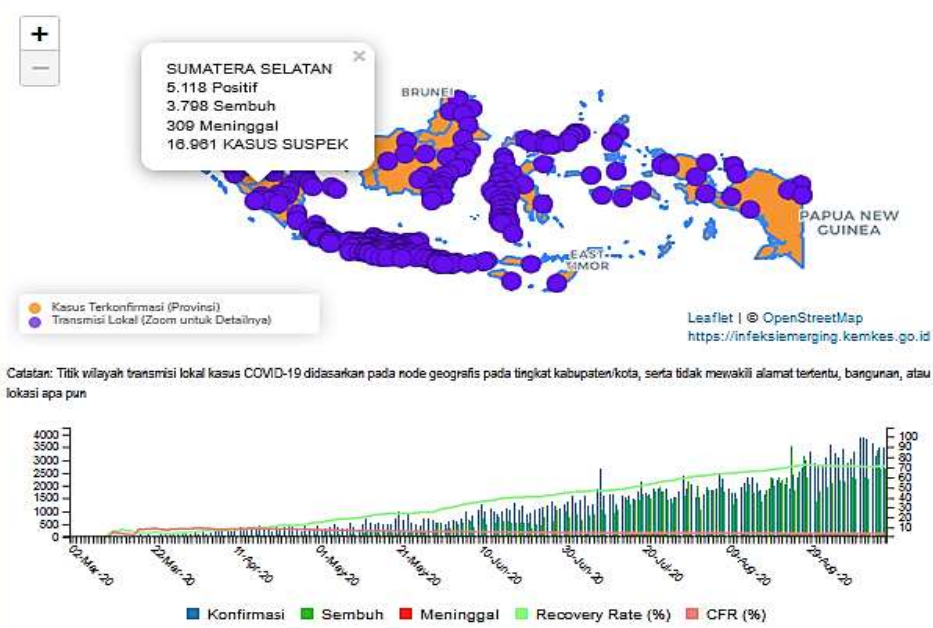 +
−
×
SUMATERA SELATAN
5.118 Positif
3.798 Sembuh
309 Meninggal
16.961 KASUS SUSPEK
BRUNEI
PAPUA NEW
GUINEA
EAST
TIMOR
Kasus Terkonfirmasi (Provinsi)
Transmisi Lokal (Zoom untuk Detailnya)
Leaflet | © OpenStreetMap
https://infeksiemerging.kemkes.go.id
Catatan: Titik wilayah transmisi lokal kasus COVID-19 didasarkan pada node geografis pada tingkat kabupaten/kota, serta tidak mewakili alamat tertentu, bangunan, atau
lokasi apa pun
4000
3500
3000
2500
2000
1500
1000
500
0
100
90
80
70
60
50
40
30
20
10
02-Mar-20
22-Mar-20
11-Apr-20
01-May-20
21-May-20
10-Jun-20
30-Jun-20
20-Jul-20
09-Aug-20
29-Aug-20
Konfirmasi Sembuh Meninggal Recovery Rate (%) CFR (%)